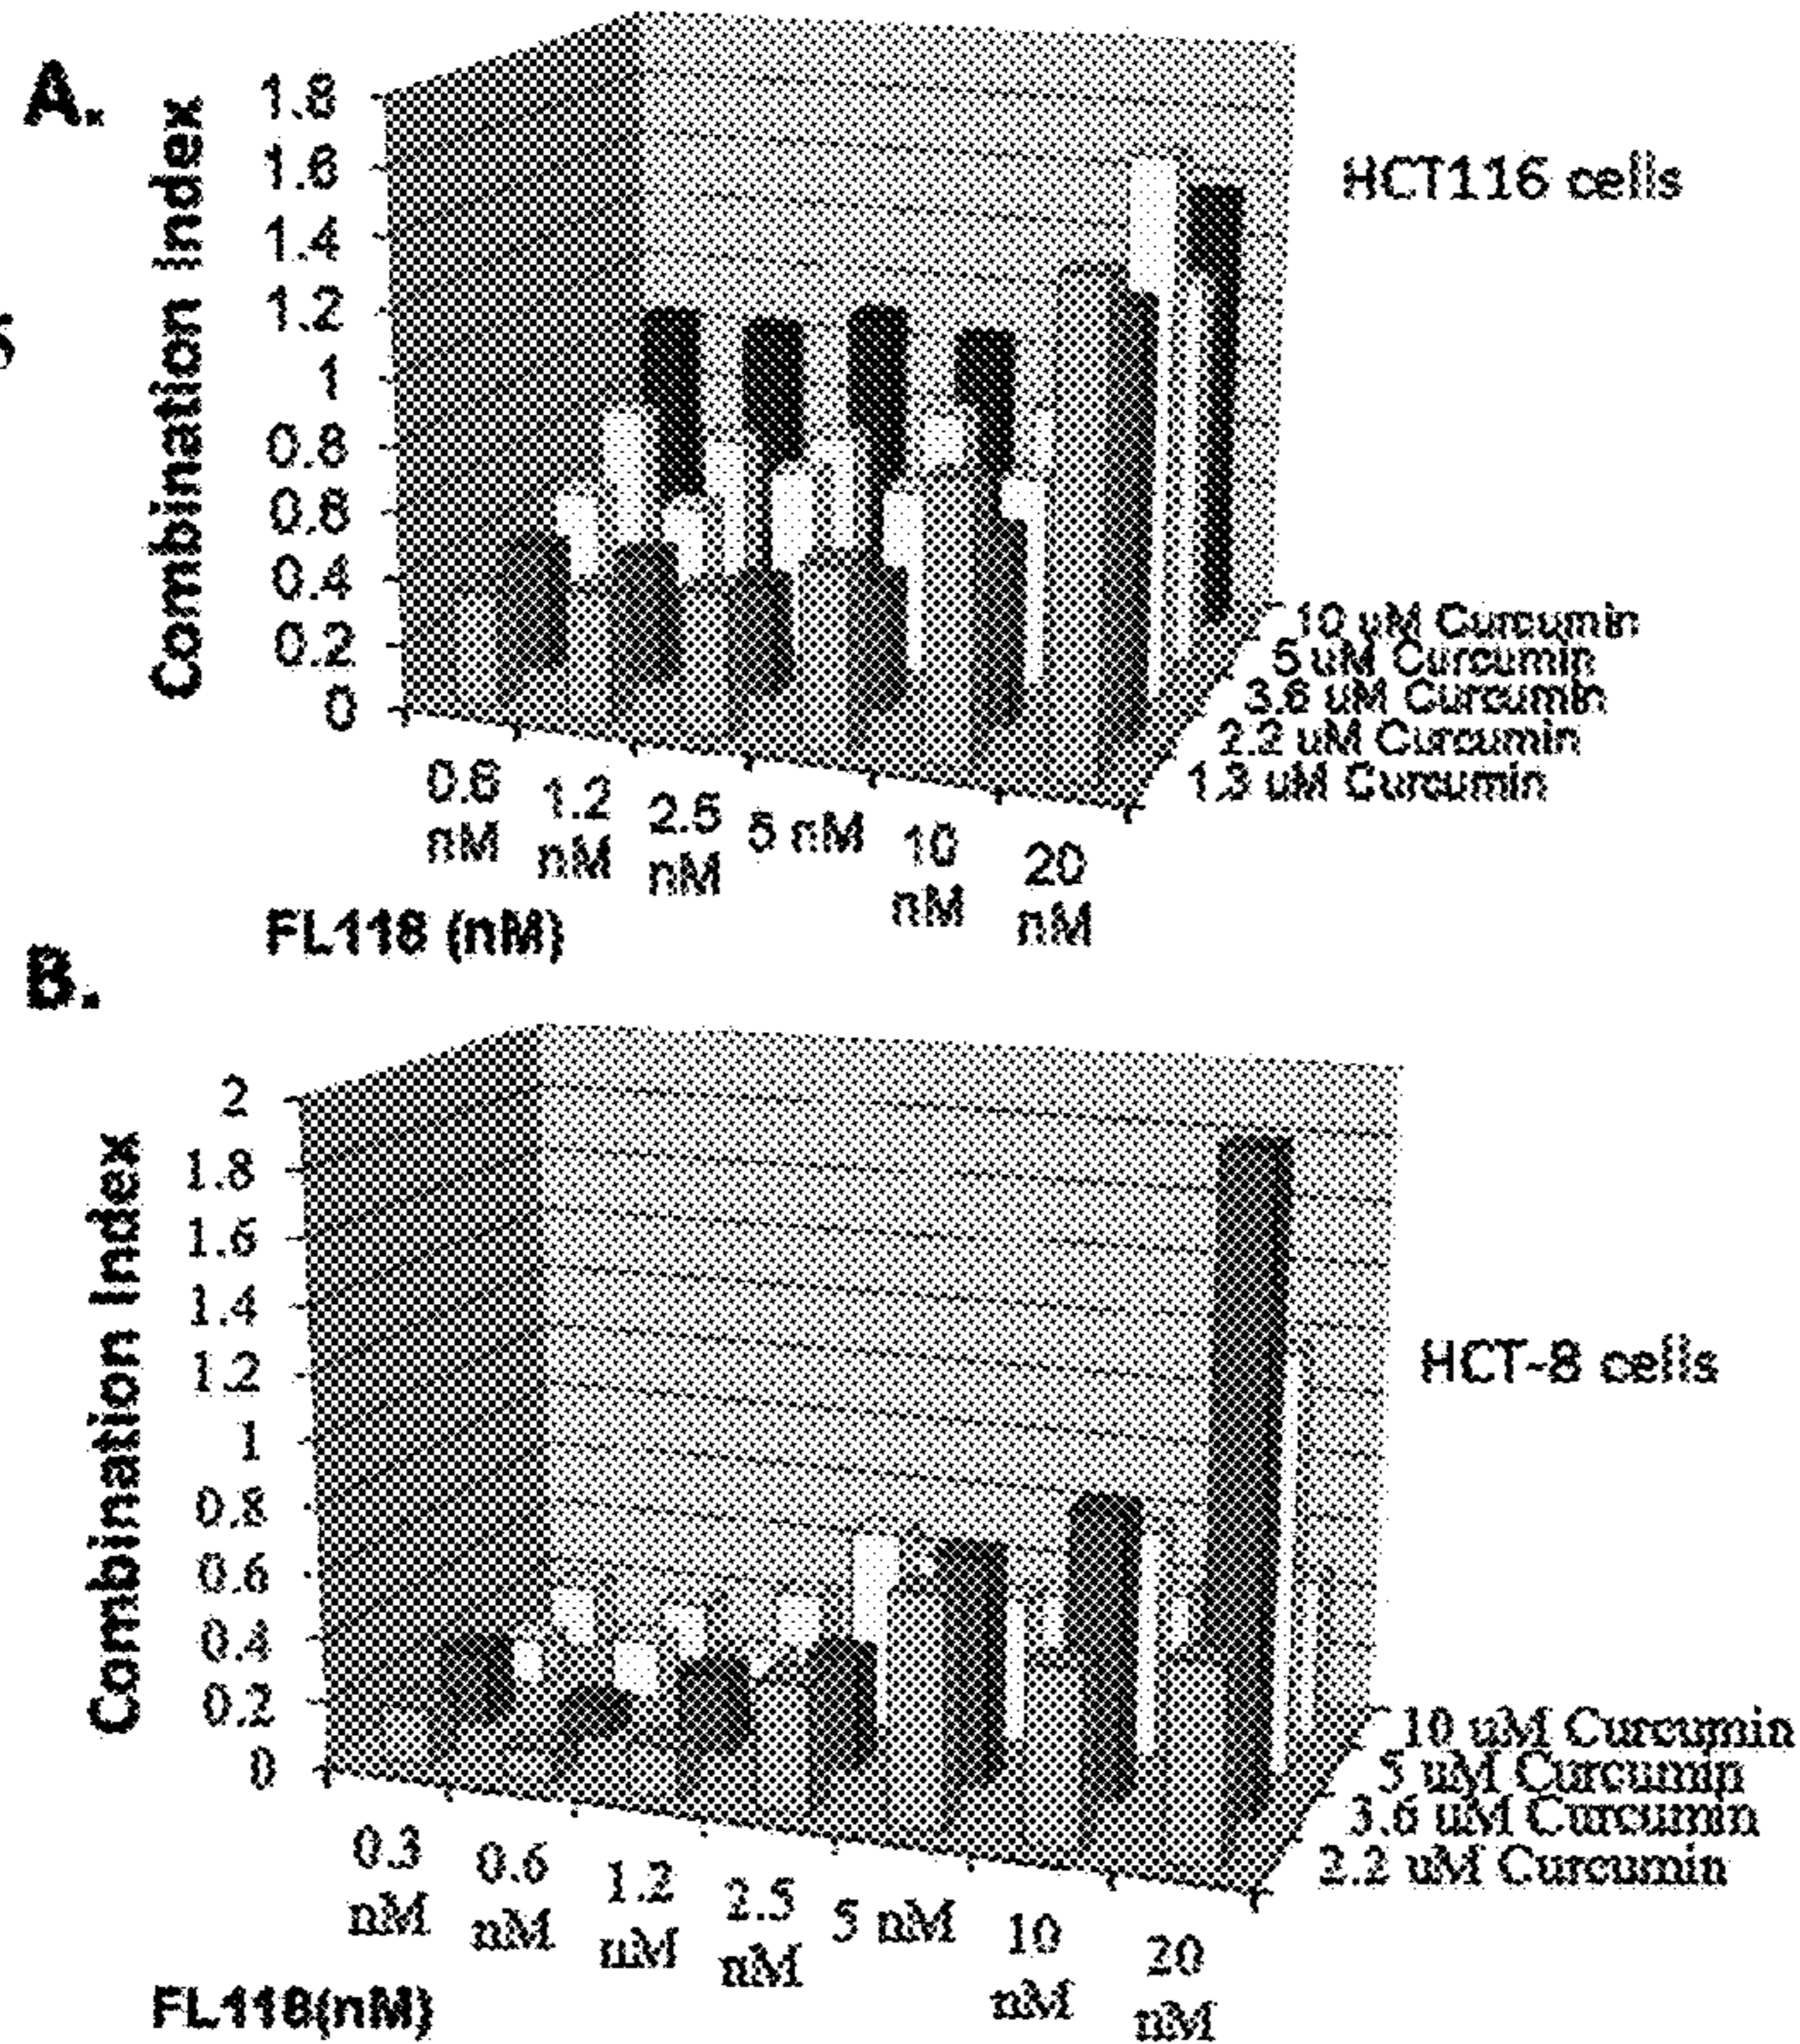 A.
Combination Index
1.8
1.6
1.4
1.2
1
0.8
0.6
0.4
0.2
0
HCT116 cells
10 uM Curcumin
5 uM Curcumin
3.6 uM Curcumin
2.2 uM Curcumin
1.3 uM Curcumin
0.6
nM
1.2
nM
2.5
nM
5 nM
10
nM
20
nM
FL118 (nM)
B.
Combination Index
2
1.8
1.6
1.4
1.2
1
0.8
0.6
0.4
0.2
0
HCT-8 cells
10 uM Curcumin
5 uM Curcumin
3.6 uM Curcumin
2.2 uM Curcumin
0.3
nM
0.6
nM
1.2
nM
2.5
nM
5 nM
10
nM
20
nM
FL118(nM)